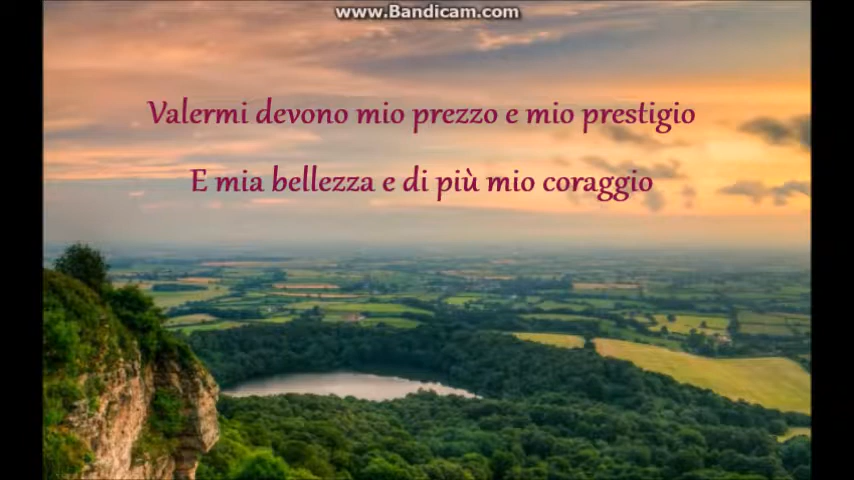 www.Bandicam.com
Valermi devono mio prezzo e mio prestigio
E mia bellezza e di più mio coraggio